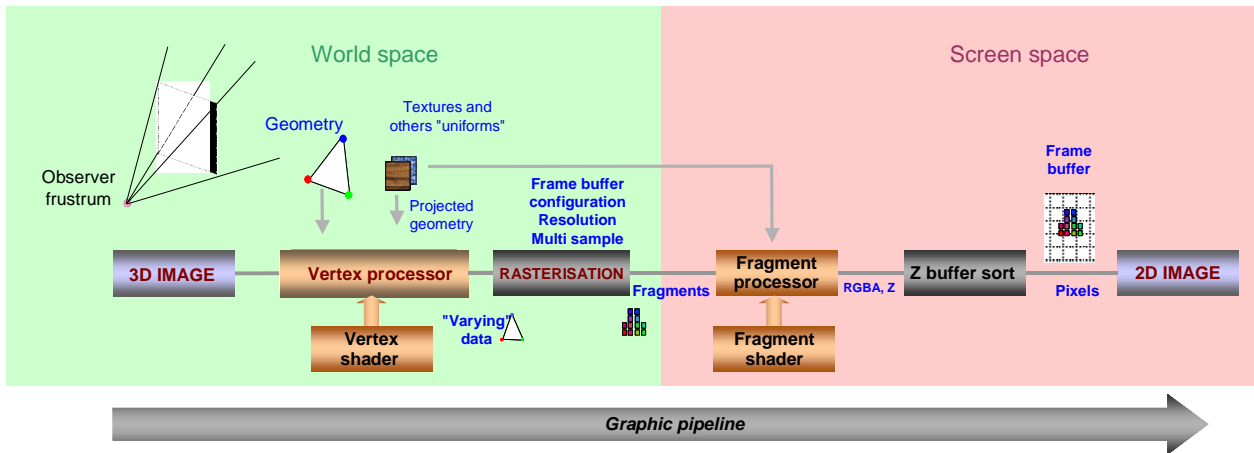 World space
Screen space
Geometry
Textures and
others "uniforms"
Observer
frustrum
Projected
geometry
Frame buffer
configuration
Resolution
Multi sample
Frame
buffer
3D IMAGE
Vertex processor
RASTERISATION
Fragments
Fragment
processor
RGBA, Z
Z buffer sort
Pixels
2D IMAGE
Vertex
shader
"Varying"
data
Fragment
shader
Graphic pipeline